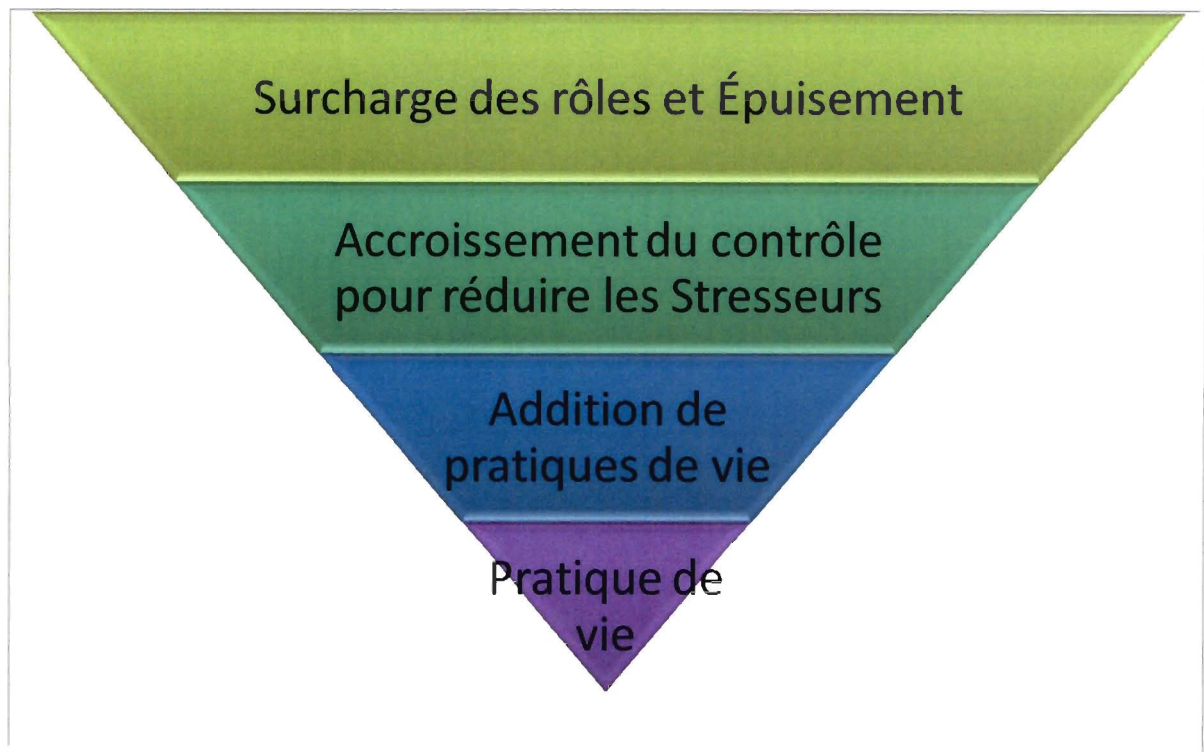 Surcharge des rôles et Épuisement
Accroissement du contrôle
pour réduire les Stresseurs
Addition de
pratiques de vie
Pratique de
vie